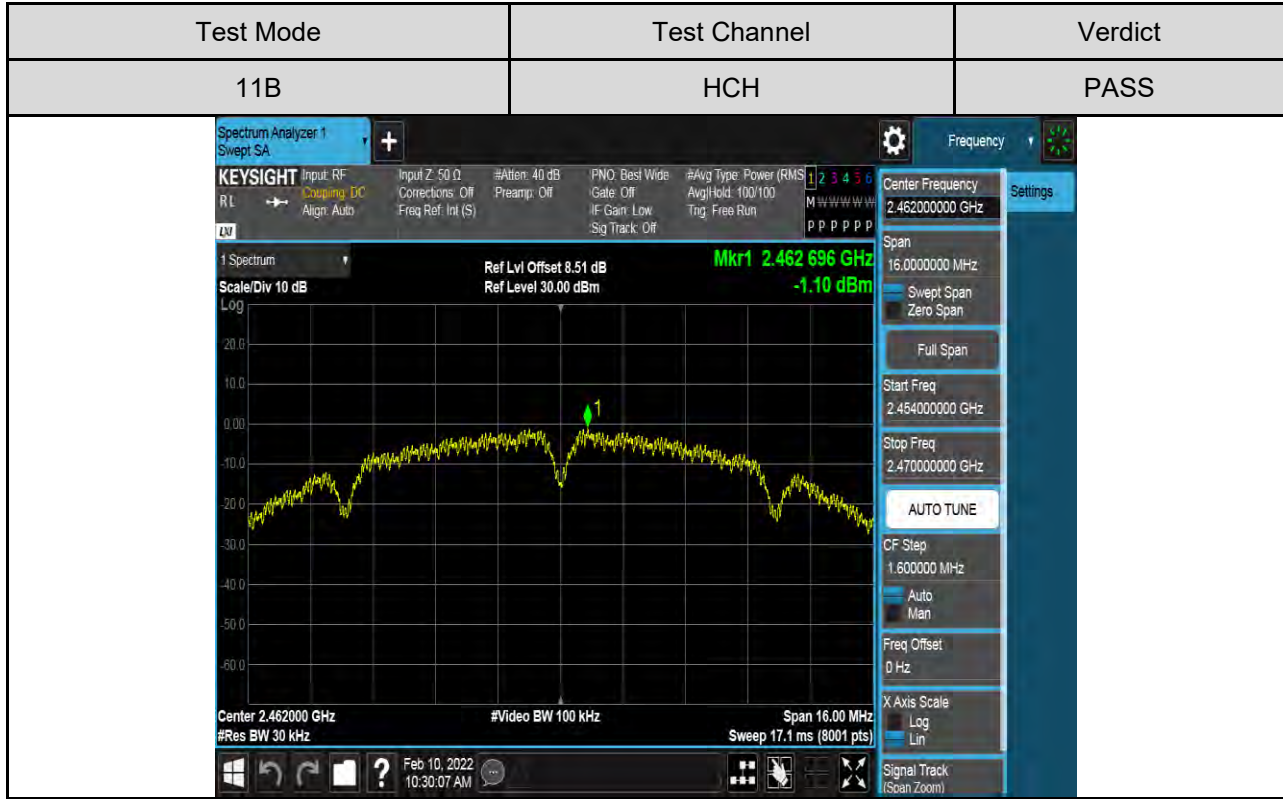 Test Mode Test Channel Verdict
11B HCH PASS
Spectrum Analyzer 1
Swept SA
+
Frequency
KEYSIGHT Input: RF Input Z: 50 Ω #Atten: 40 dB PNO: Best Wide #Avg Type: Power (RMS 1 2 3 4 5 6
RL Coupling: DC Corrections: Off Preamp: Off Gate: Off Avg|Hold: 100/100 M W W W W W
Align: Auto Freq Ref: Int (S) IF Gain: Low Trig: Free Run P P P P P P
Sig Track: Off
LXI
1 Spectrum Ref Lvl Offset 8.51 dB Mkr1 2.462 696 GHz
Scale/Div 10 dB Ref Level 30.00 dBm -1.10 dBm
Log
20.0
10.0
0.00
-10.0
-20.0
-30.0
-40.0
-50.0
-60.0
1
Center 2.462000 GHz #Video BW 100 kHz Span 16.00 MHz
#Res BW 30 kHz Sweep 17.1 ms (8001 pts)
?
Feb 10, 2022
10:30:07 AM
Center Frequency
2.462000000 GHz
Settings
Span
16.0000000 MHz
Swept Span
Zero Span
Full Span
Start Freq
2.454000000 GHz
Stop Freq
2.470000000 GHz
AUTO TUNE
CF Step
1.600000 MHz
Auto
Man
Freq Offset
0 Hz
X Axis Scale
Log
Lin
Signal Track
(Span Zoom)